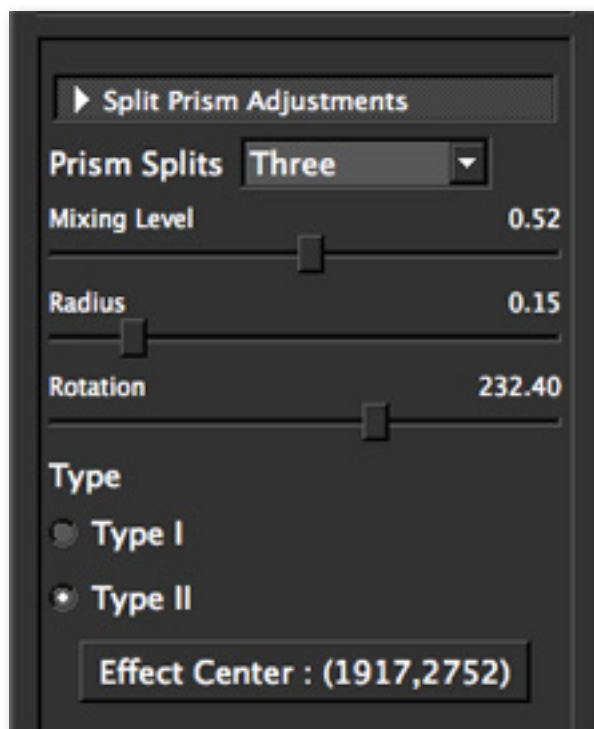 Split Prism Adjustments
Prism Splits Three
Mixing Level 0.52
Radius 0.15
Rotation 232.40
Type
Type I
Type II
Effect Center : (1917,2752)